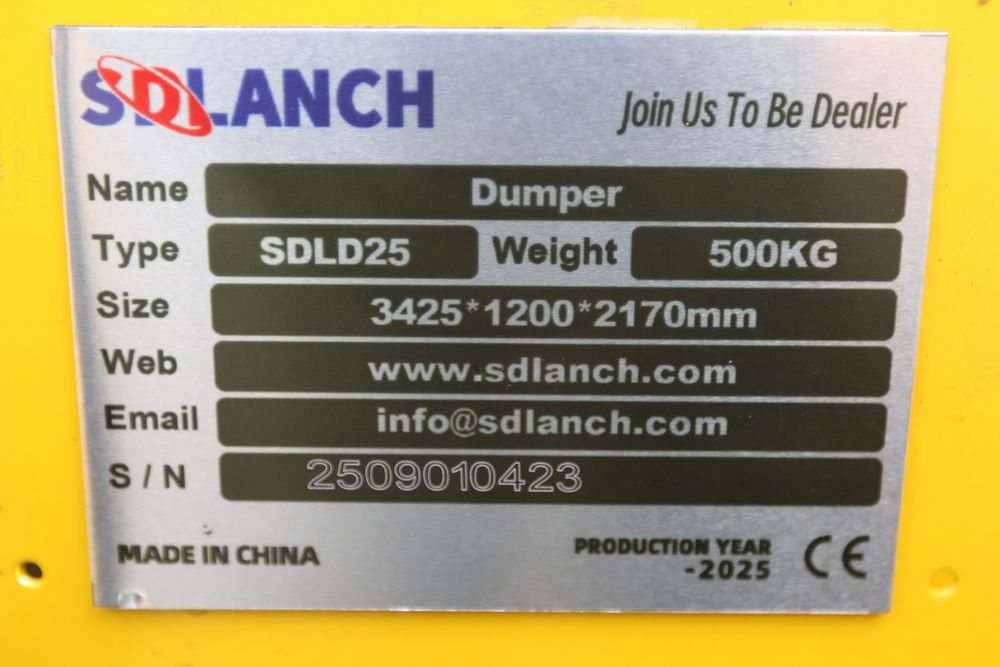 SDLANCH
Join Us To Be Dealer
Name Dumper
Type SDLD25 Weight 500KG
Size 3425*1200*2170mm
Web www.sdlanch.com
Email info@sdlanch.com
S / N 2509010423
MADE IN CHINA
PRODUCTION YEAR
-2025
CE